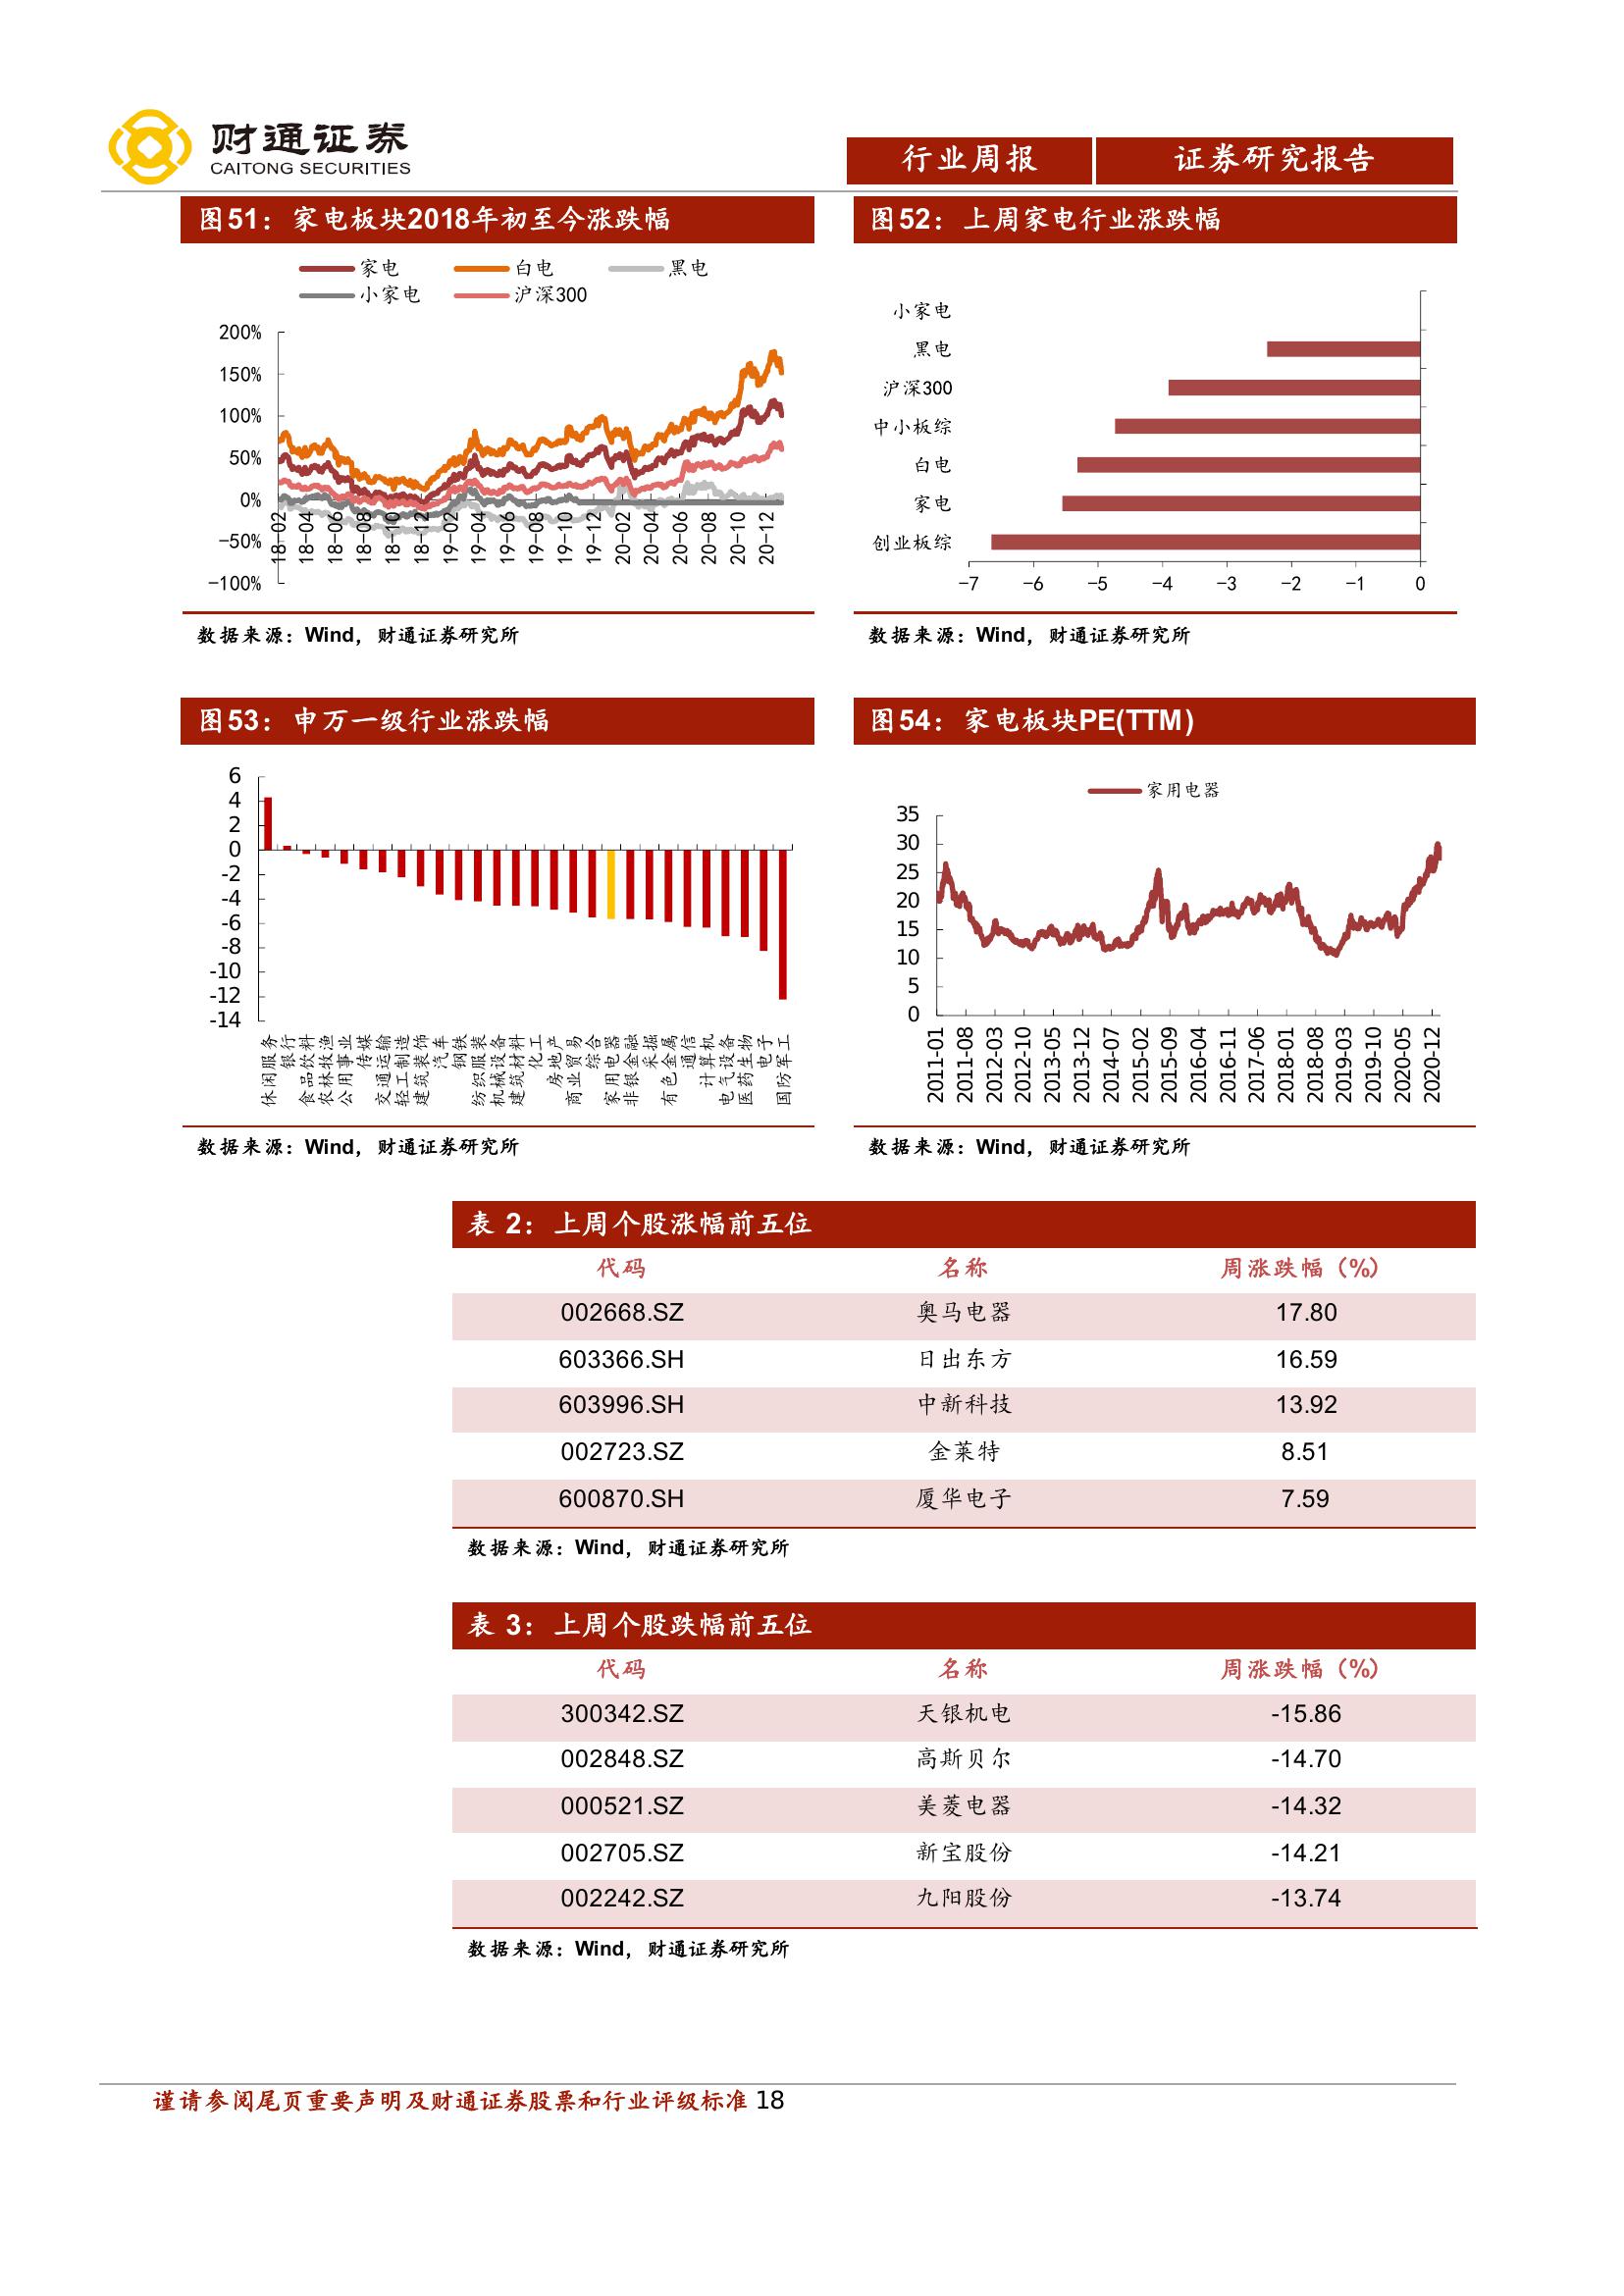 财通证券
CAITONG SECURITIES
行业周报 证券研究报告
图51：家电板块2018年初至今涨跌幅
家电 白电 黑电
小家电 沪深300
200%
150%
100%
50%
0%
-50%
-100%
18-02 18-04 18-06 18-08 18-10 18-12 19-02 19-04 19-06 19-08 19-10 19-12 20-02 20-04 20-06 20-08 20-10 20-12
数据来源：Wind，财通证券研究所
图52：上周家电行业涨跌幅
小家电
黑电
沪深300
中小板综
白电
家电
创业板综
-7 -6 -5 -4 -3 -2 -1 0
数据来源：Wind，财通证券研究所
图53：申万一级行业涨跌幅
6
4
2
0
-2
-4
-6
-8
-10
-12
-14
休闲服务 银行 食品饮料 农林牧渔 公用事业 传媒 交通运输 轻工制造 建筑装饰 汽车 钢铁 纺织服装 机械设备 建筑材料 化工 房地产 商业贸易 综合 家用电器 非银金融 采掘 有色金属 通信 计算机 电气设备 医药生物 电子 国防军工
数据来源：Wind，财通证券研究所
图54：家电板块PE(TTM)
家用电器
35
30
25
20
15
10
5
0
2011-01 2011-08 2012-03 2012-10 2013-05 2013-12 2014-07 2015-02 2015-09 2016-04 2016-11 2017-06 2018-01 2018-08 2019-03 2019-10 2020-05 2020-12
数据来源：Wind，财通证券研究所
表 2：上周个股涨幅前五位
代码 名称 周涨跌幅（%）
002668.SZ 奥马电器 17.80
603366.SH 日出东方 16.59
603996.SH 中新科技 13.92
002723.SZ 金莱特 8.51
600870.SH 厦华电子 7.59
数据来源：Wind，财通证券研究所
表 3：上周个股跌幅前五位
代码 名称 周涨跌幅（%）
300342.SZ 天银机电 -15.86
002848.SZ 高斯贝尔 -14.70
000521.SZ 美菱电器 -14.32
002705.SZ 新宝股份 -14.21
002242.SZ 九阳股份 -13.74
数据来源：Wind，财通证券研究所
谨请参阅尾页重要声明及财通证券股票和行业评级标准 18